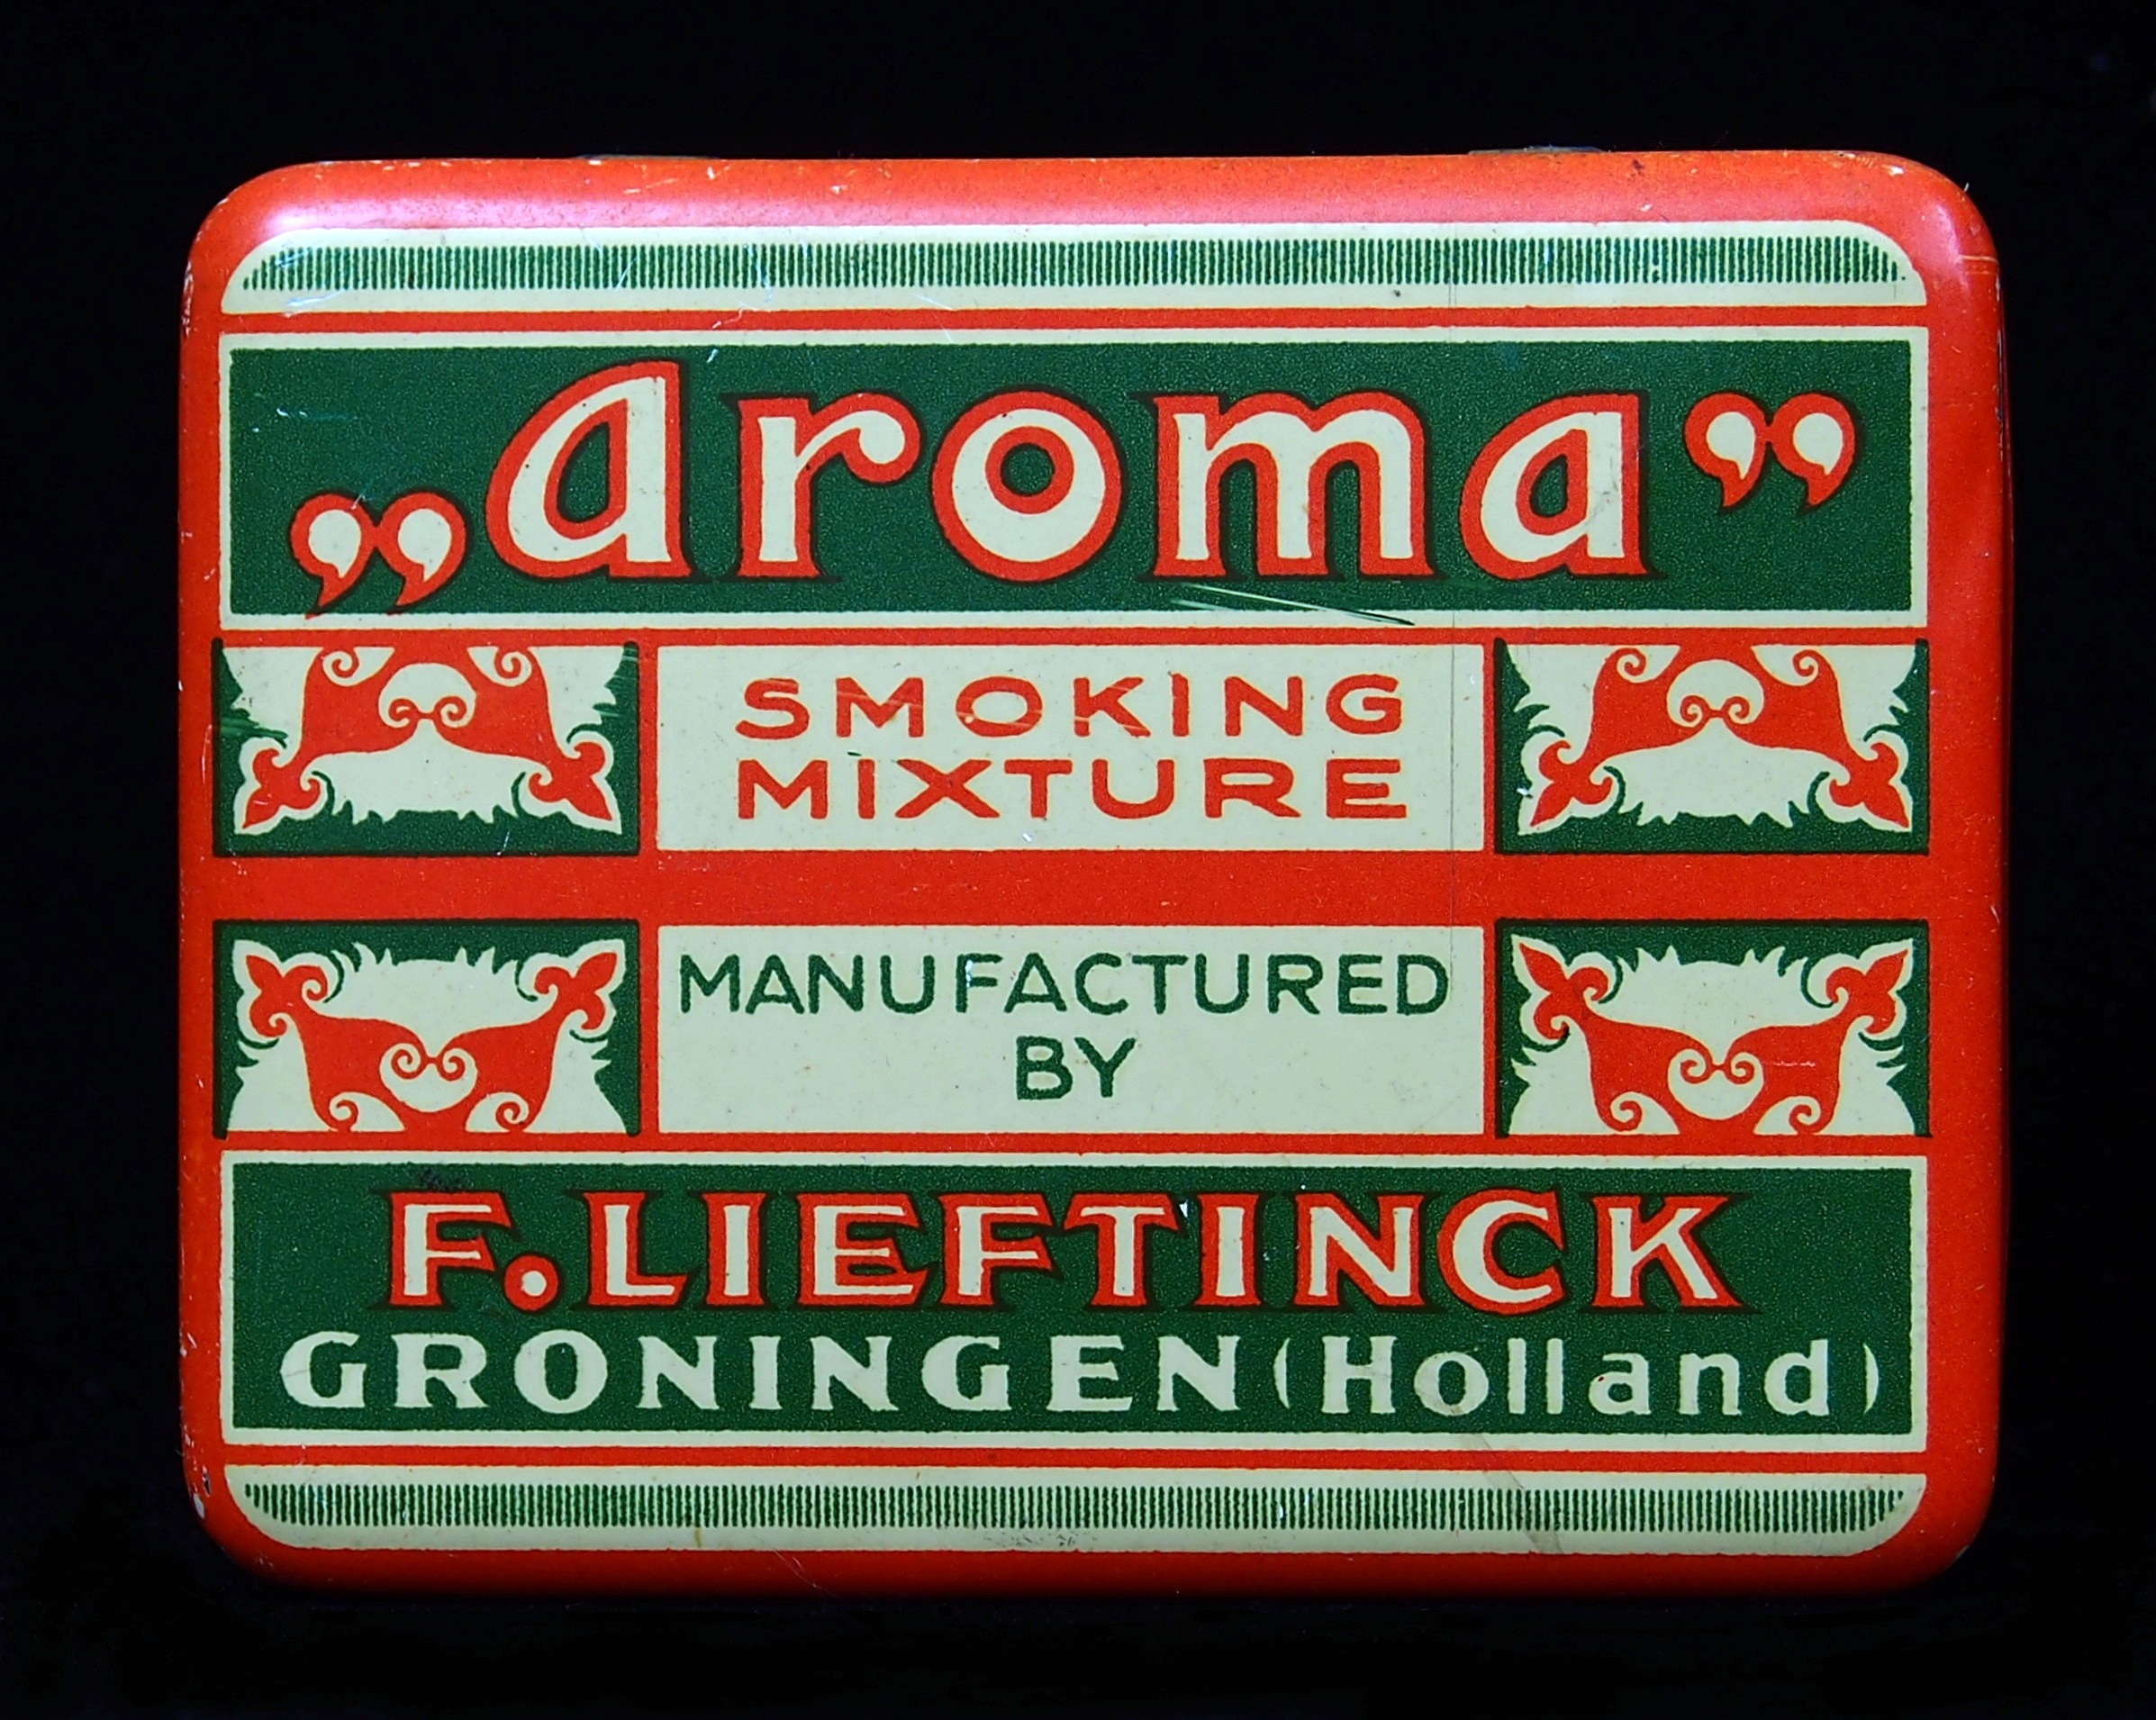 „aroma”
SMOKING
MIXTURE
MANUFACTURED
BY
F. LIEFTINCK
GRONINGEN (Holland)